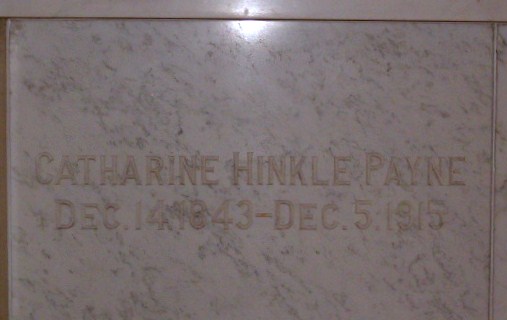 CATHARINE HINKLE PAYNE
DEC. 14. 1843-DEC. 5. 1915